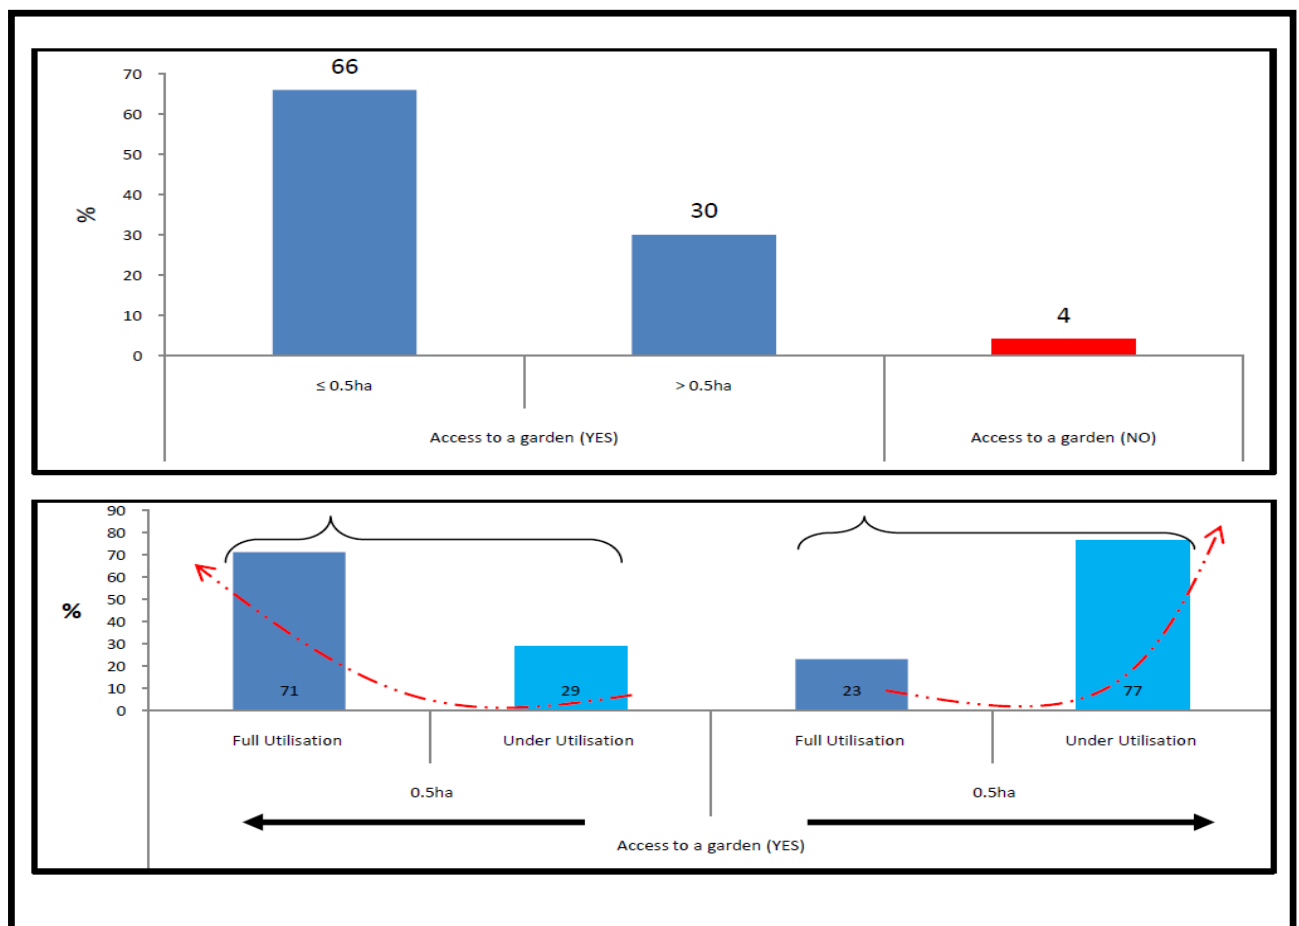 66
70
60
50
40
30
20
10
0
%
30
4
≤ 0.5ha
> 0.5ha
Access to a garden (YES)
Access to a garden (NO)
90
80
70
60
50
40
30
20
10
0
%
71
29
23
77
Full Utilisation
Under Utilisation
Full Utilisation
Under Utilisation
0.5ha
0.5ha
Access to a garden (YES)